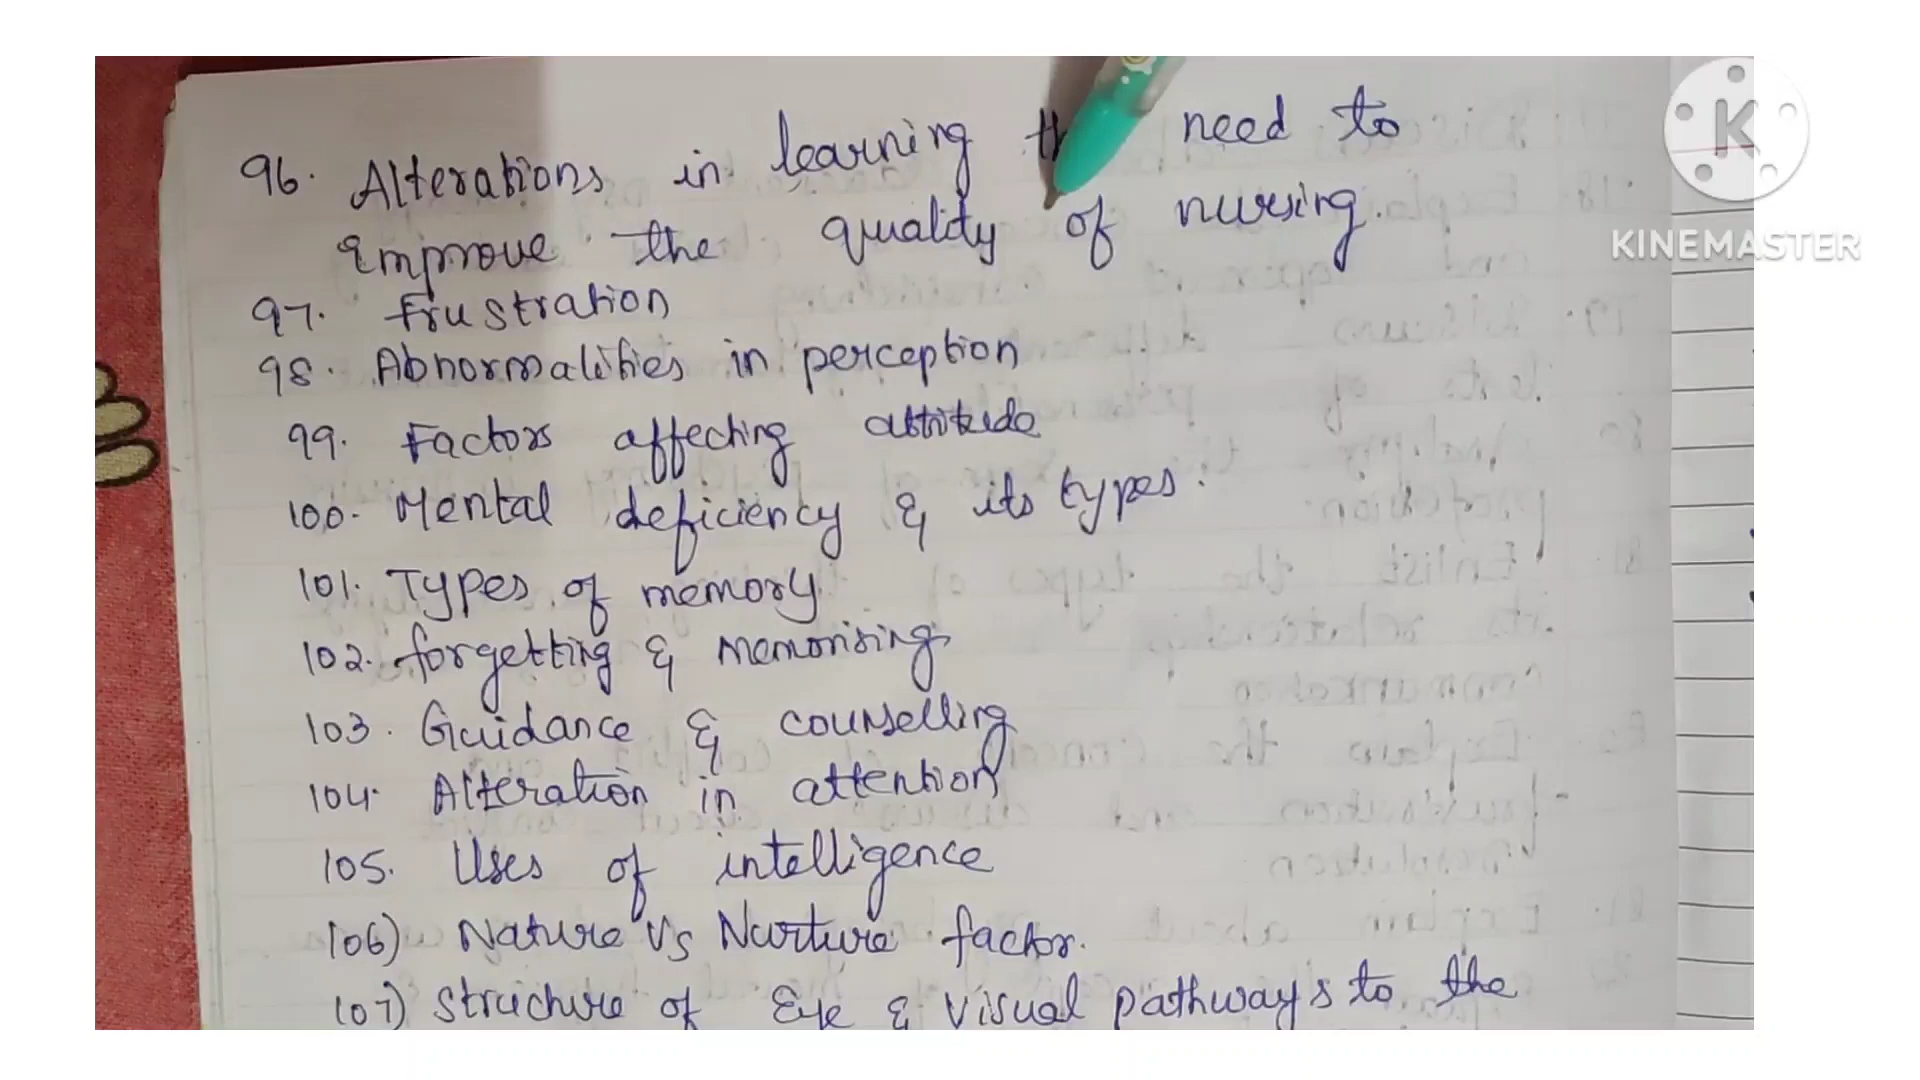 96. Alterations in learning need to
improve the quality of nursing.
97. Frustration
98. Abnormalities in perception
99. Factors affecting attitude
100. Mental deficiency & its types.
101. Types of memory
102. forgetting & memorising
103. Guidance & counselling
104. Alteration in attention
105. Uses of intelligence
106) Nature Vs Nurture factor.
107) Structure of Eye & Visual pathways to the
K
KINEMASTER